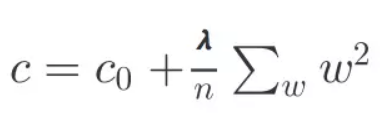 c = c₀ + λ/n ∑_w w²